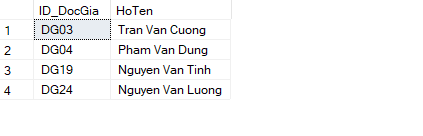 ID_DocGia HoTen
1 DG03 Tran Van Cuong
2 DG04 Pham Van Dung
3 DG19 Nguyen Van Tinh
4 DG24 Nguyen Van Luong